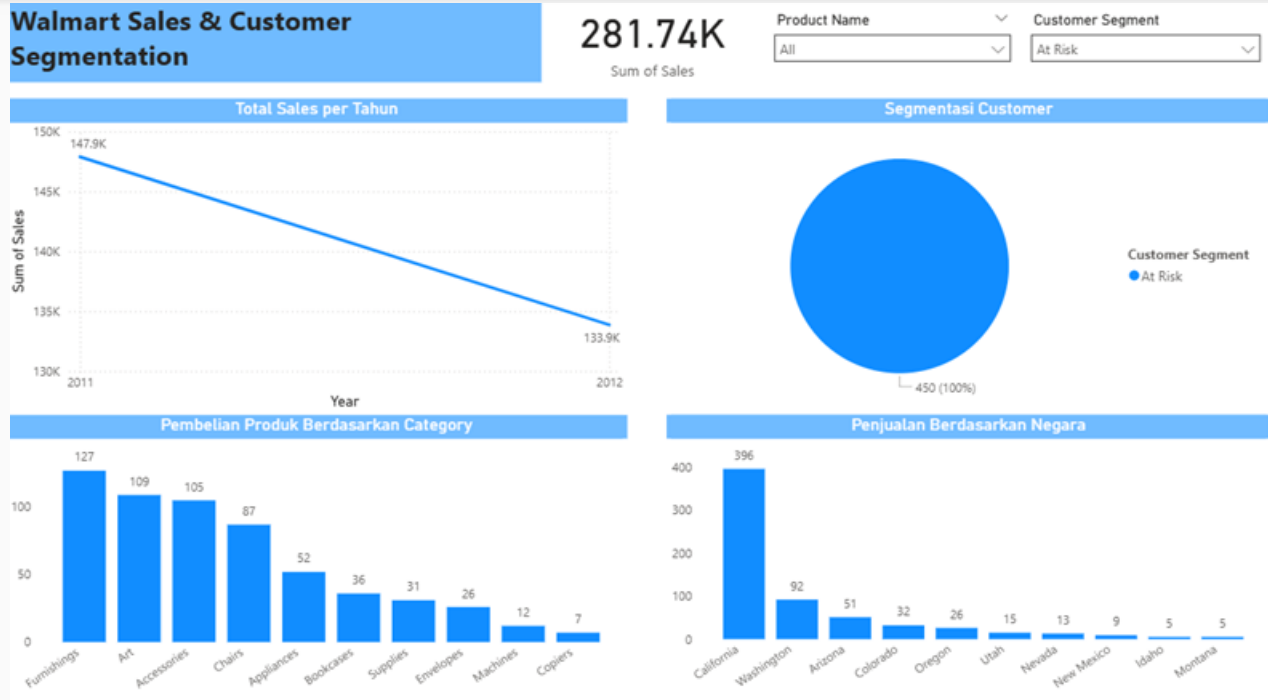 Walmart Sales & Customer
Segmentation
281.74K
Sum of Sales
Product Name
All
Customer Segment
At Risk
Total Sales per Tahun
150K
145K
140K
135K
130K
Sum of Sales
147.9K
133.9K
2011
2012
Year
Segmentasi Customer
450 (100%)
Customer Segment
At Risk
Pembelian Produk Berdasarkan Category
100
50
0
127
109
105
87
52
36
31
26
12
7
Furnishings
Art
Accessories
Chairs
Appliances
Bookcases
Supplies
Envelopes
Machines
Copiers
Penjualan Berdasarkan Negara
400
300
200
100
0
396
92
51
32
26
15
13
9
5
5
California
Washington
Arizona
Colorado
Oregon
Utah
Nevada
New Mexico
Idaho
Montana